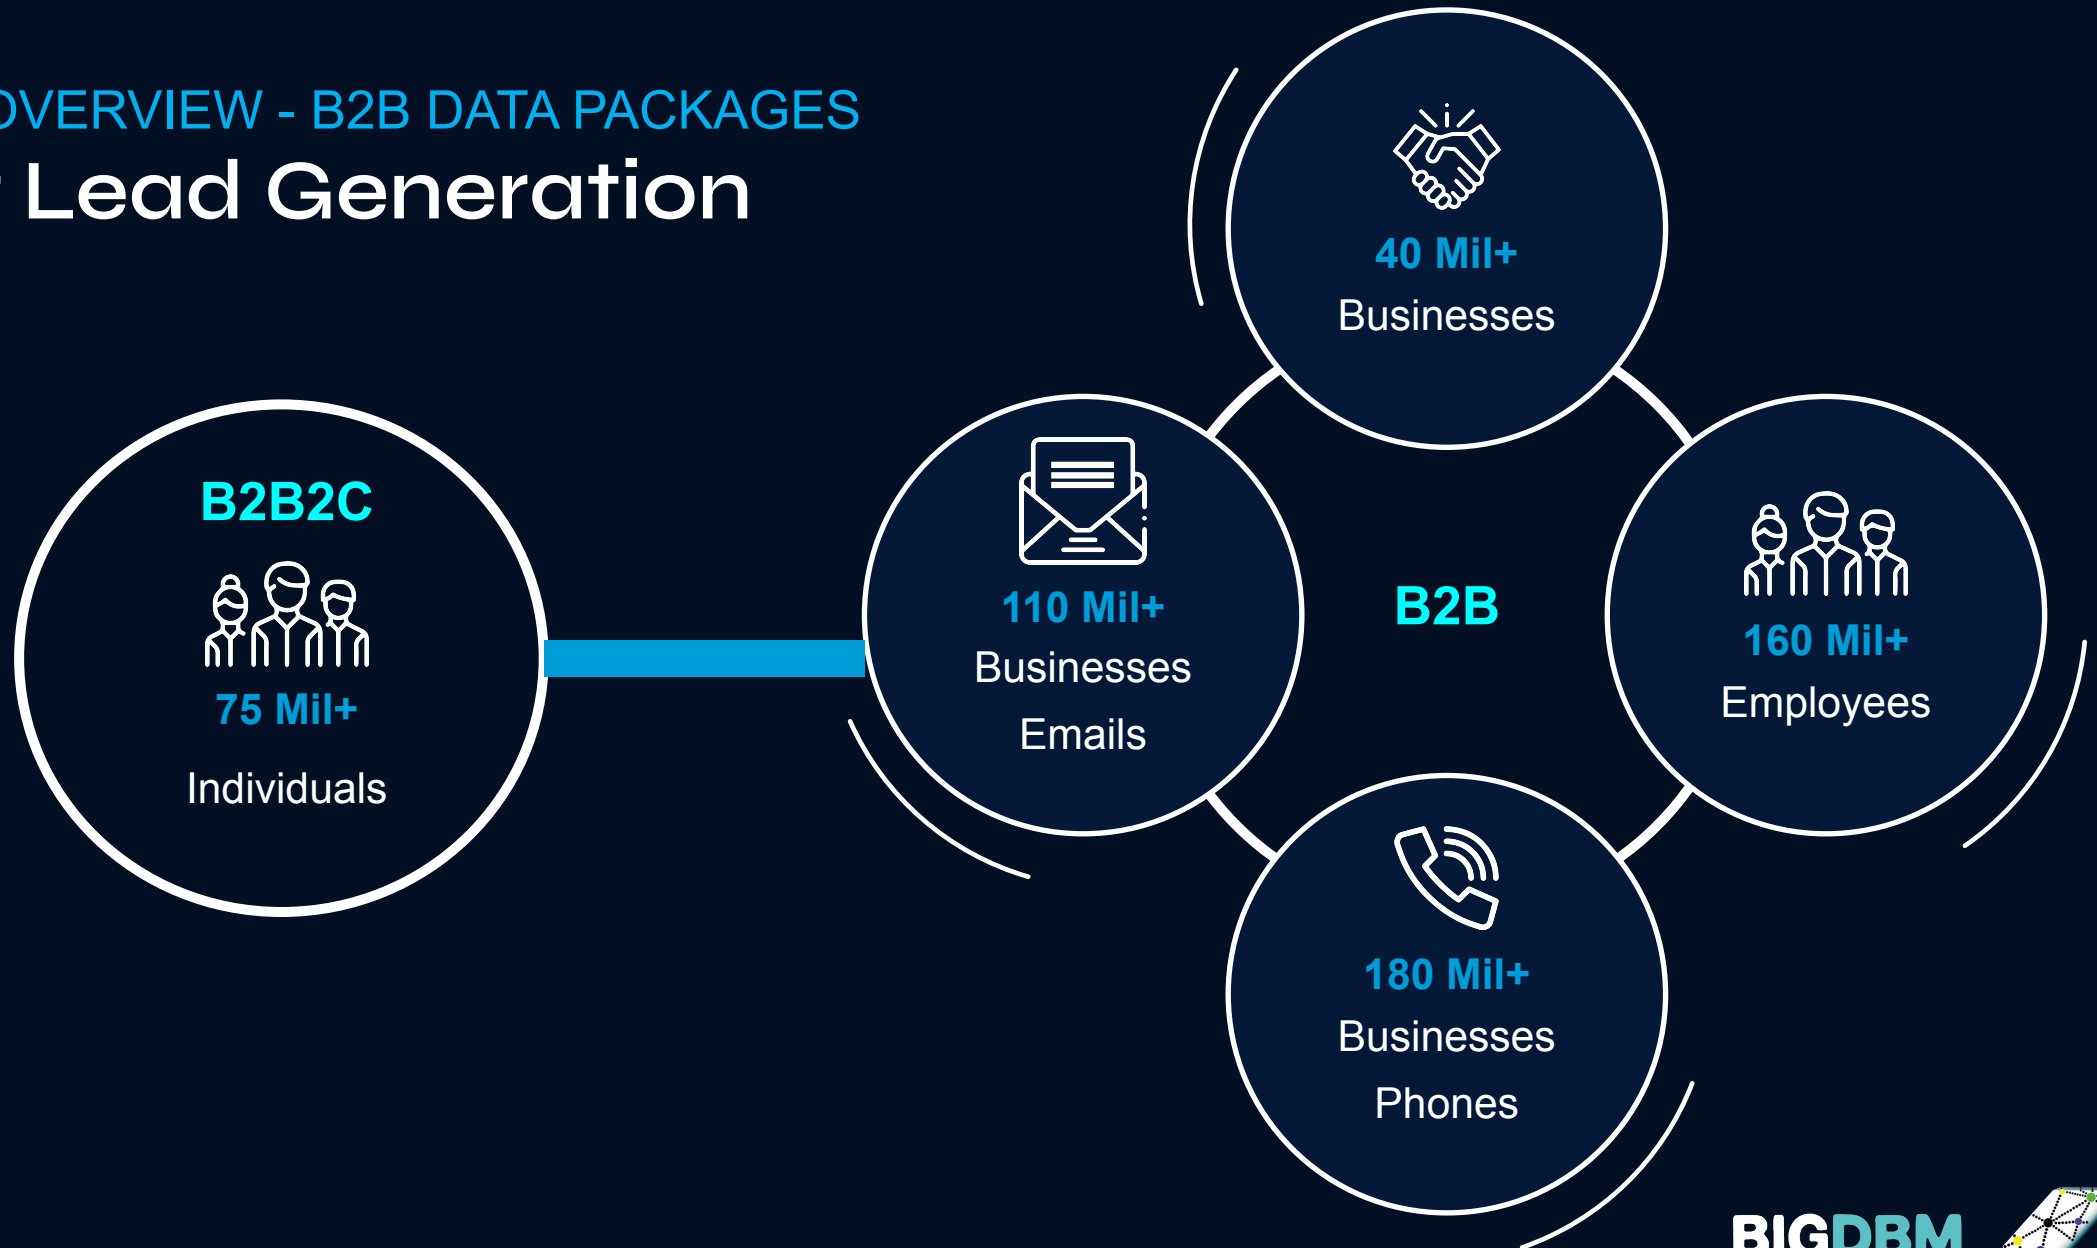 OVERVIEW - B2B DATA PACKAGES
Lead Generation
40 Mil+
Businesses
B2B2C
75 Mil+
Individuals
110 Mil+
Businesses
Emails
B2B
160 Mil+
Employees
180 Mil+
Businesses
Phones
BIGDBM